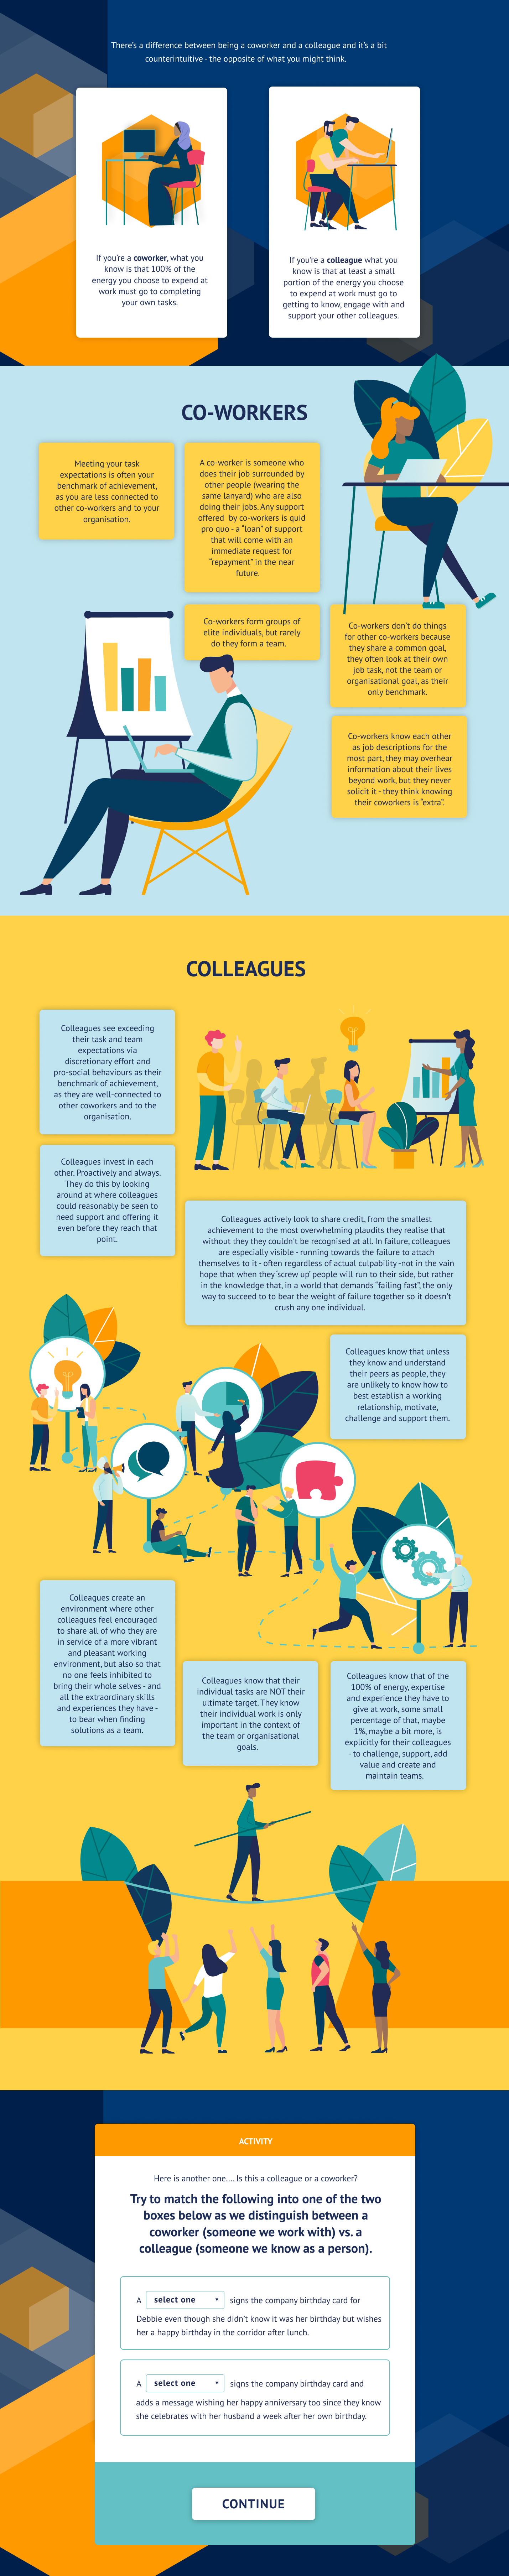 There's a difference between being a coworker and a colleague and it's a bit
counterintuitive - the opposite of what you might think.
If you're a coworker, what you
know is that 100% of the
energy you choose to expend at
work must go to completing
your own tasks.
If you're a colleague what you
know is that at least a small
portion of the energy you choose
to expend at work must go to
getting to know, engage with and
support your other colleagues.
CO-WORKERS
Meeting your task
expectations is often your
benchmark of achievement,
as you are less connected to
other co-workers and to your
organisation.
A co-worker is someone who
does their job surrounded by
other people (wearing the
same lanyard) who are also
doing their jobs. Any support
offered by co-workers is quid
pro quo - a "loan" of support
that will come with an
immediate request for
"repayment" in the near
future.
Co-workers form groups of
elite individuals, but rarely
do they form a team.
Co-workers don't do things
for other co-workers because
they share a common goal,
they often look at their own
job task, not the team or
organisational goal, as their
only benchmark.
Co-workers know each other
as job descriptions for the
most part, they may overhear
information about their lives
beyond work, but they never
solicit it - they think knowing
their coworkers is "extra".
COLLEAGUES
Colleagues see exceeding
their task and team
expectations via
discretionary effort and
pro-social behaviours as their
benchmark of achievement,
as they are well-connected to
other coworkers and to the
organisation.
Colleagues invest in each
other. Proactively and always.
They do this by looking
around at where colleagues
could reasonably be seen to
need support and offering it
even before they reach that
point.
Colleagues actively look to share credit, from the smallest
achievement to the most overwhelming plaudits they realise that
without they they couldn't be recognised at all. In failure, colleagues
are especially visible - running towards the failure to attach
themselves to it - often regardless of actual culpability -not in the vain
hope that when they 'screw up' people will run to their side, but rather
in the knowledge that, in a world that demands "failing fast", the only
way to succeed to to bear the weight of failure together so it doesn't
crush any one individual.
Colleagues know that unless
they know and understand
their peers as people, they
are unlikely to know how to
best establish a working
relationship, motivate,
challenge and support them.
Colleagues create an
environment where other
colleagues feel encouraged
to share all of who they are
in service of a more vibrant
and pleasant working
environment, but also so that
no one feels inhibited to
bring their whole selves - and
all the extraordinary skills
and experiences they have -
to bear when finding
solutions as a team.
Colleagues know that their
individual tasks are NOT their
ultimate target. They know
their individual work is only
important in the context of
the team or organisational
goals.
Colleagues know that of the
100% of energy, expertise
and experience they have to
give at work, some small
percentage of that, maybe
1%, maybe a bit more, is
explicitly for their colleagues
- to challenge, support, add
value and create and
maintain teams.
ACTIVITY
Here is another one.... Is this a colleague or a coworker?
Try to match the following into one of the two
boxes below as we distinguish between a
coworker (someone we work with) vs. a
colleague (someone we know as a person).
A select one signs the company birthday card for
Debbie even though she didn't know it was her birthday but wishes
her a happy birthday in the corridor after lunch.
A select one signs the company birthday card and
adds a message wishing her happy anniversary too since they know
she celebrates with her husband a week after her own birthday.
CONTINUE